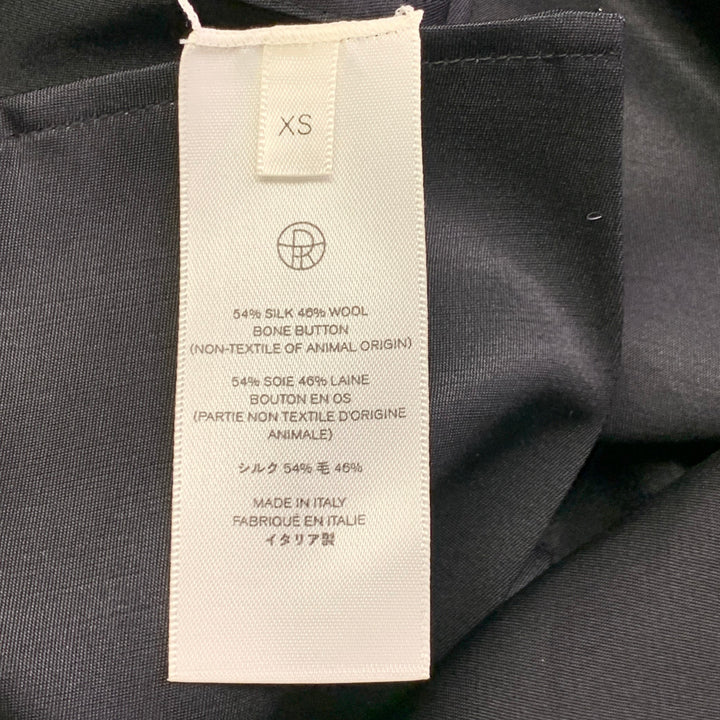 XS
54% SILK 46% WOOL
BONE BUTTON
(NON-TEXTILE OF ANIMAL ORIGIN)
54% SOIE 46% LAINE
BOUTON EN OS
(PARTIE NON TEXTILE D'ORIGINE
ANIMALE)
シルク 54% 毛 46%
MADE IN ITALY
FABRIQUÉ EN ITALIE
イタリア製